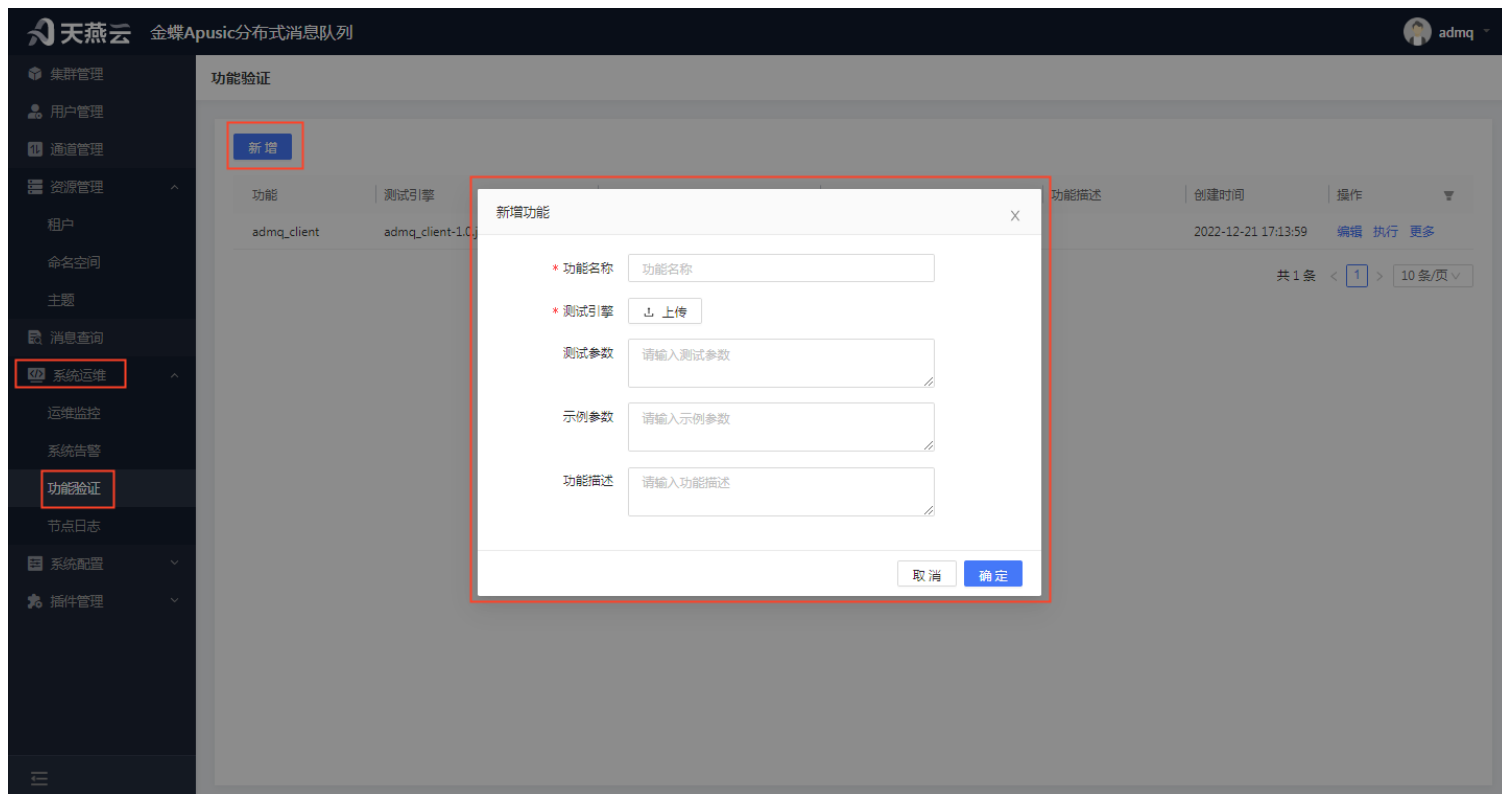 天燕云 金蝶Apusic分布式消息队列 admq
集群管理
用户管理
通道管理
资源管理
租户
命名空间
主题
消息查询
系统运维
运维监控
系统告警
功能验证
节点日志
系统配置
插件管理
功能验证
新增
功能 测试引擎 功能描述 创建时间 操作
admq_client admq_client-1.0.j 2022-12-21 17:13:59 编辑 执行 更多
共 1 条 < 1 > 10 条/页
新增功能 X
* 功能名称 功能名称
* 测试引擎 上传
测试参数 请输入测试参数
示例参数 请输入示例参数
功能描述 请输入功能描述
取消 确定